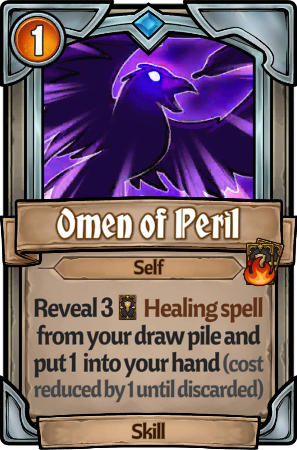 1
Omen of Peril
Self
Reveal 3 Healing spell
from your draw pile and
put 1 into your hand (cost
reduced by 1 until discarded)
Skill